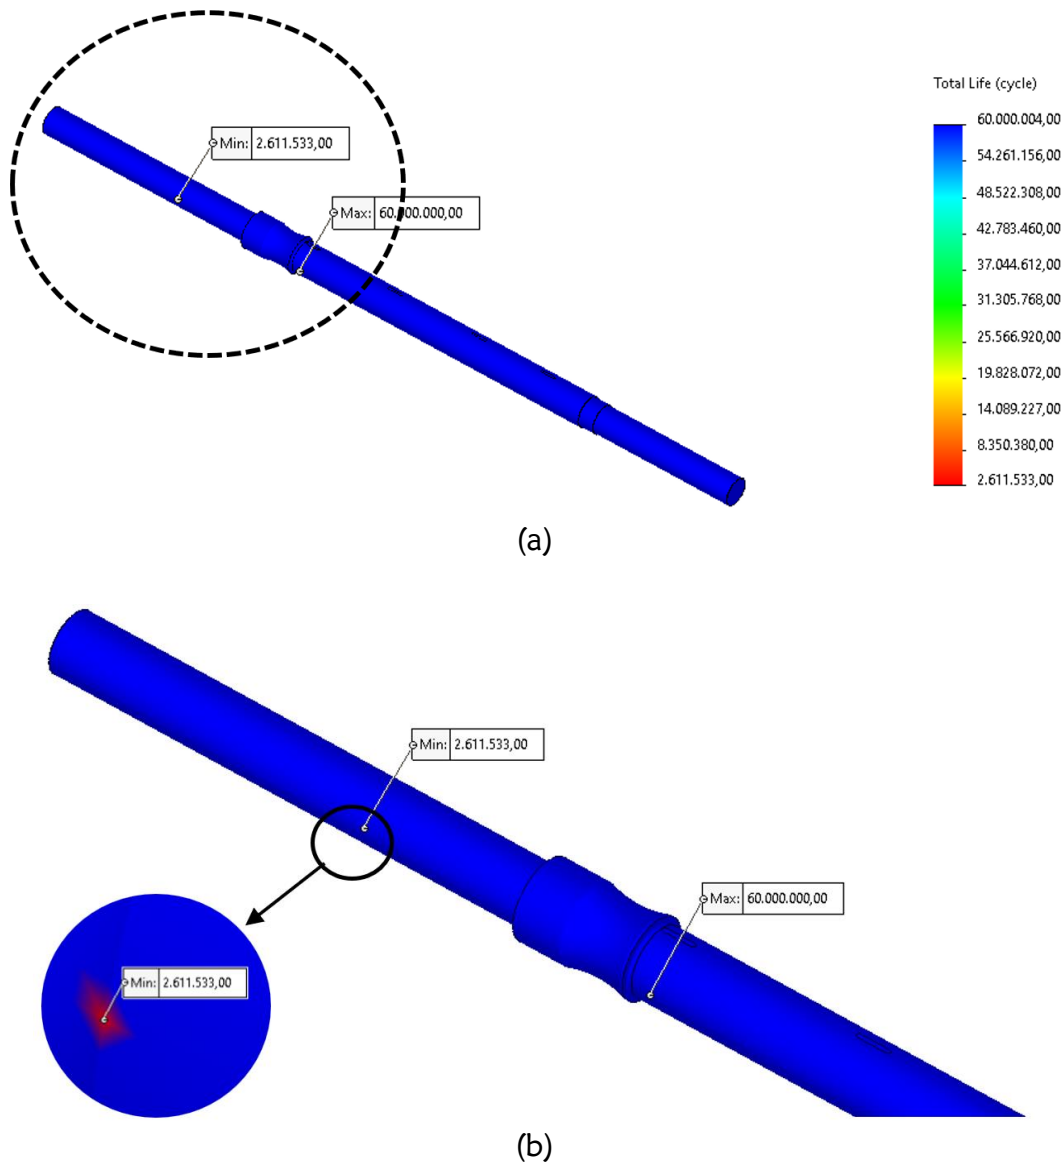 Total Life (cycle)
60.000.004,00
54.261.156,00
48.522.308,00
42.783.460,00
37.044.612,00
31.305.768,00
25.566.920,00
19.828.072,00
14.089.227,00
8.350.380,00
2.611.533,00
Min: 2.611.533,00
Max: 60.000.000,00
(a)
Min: 2.611.533,00
Max: 60.000.000,00
Min: 2.611.533,00
(b)